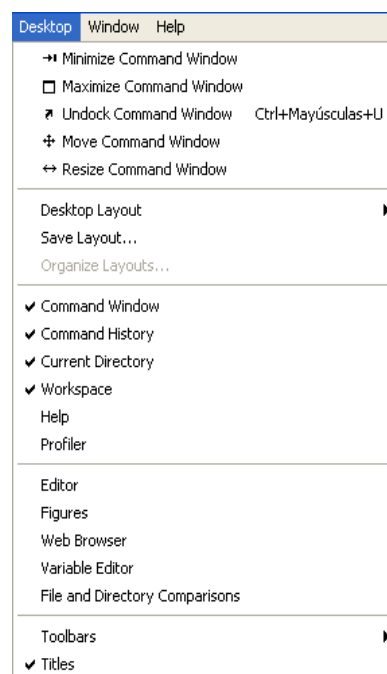 Desktop Window Help
Minimize Command Window
Maximize Command Window
Undock Command Window Ctrl+Mayúsculas+U
Move Command Window
Resize Command Window
Desktop Layout
Save Layout...
Organize Layouts...
Command Window
Command History
Current Directory
Workspace
Help
Profiler
Editor
Figures
Web Browser
Variable Editor
File and Directory Comparisons
Toolbars
Titles